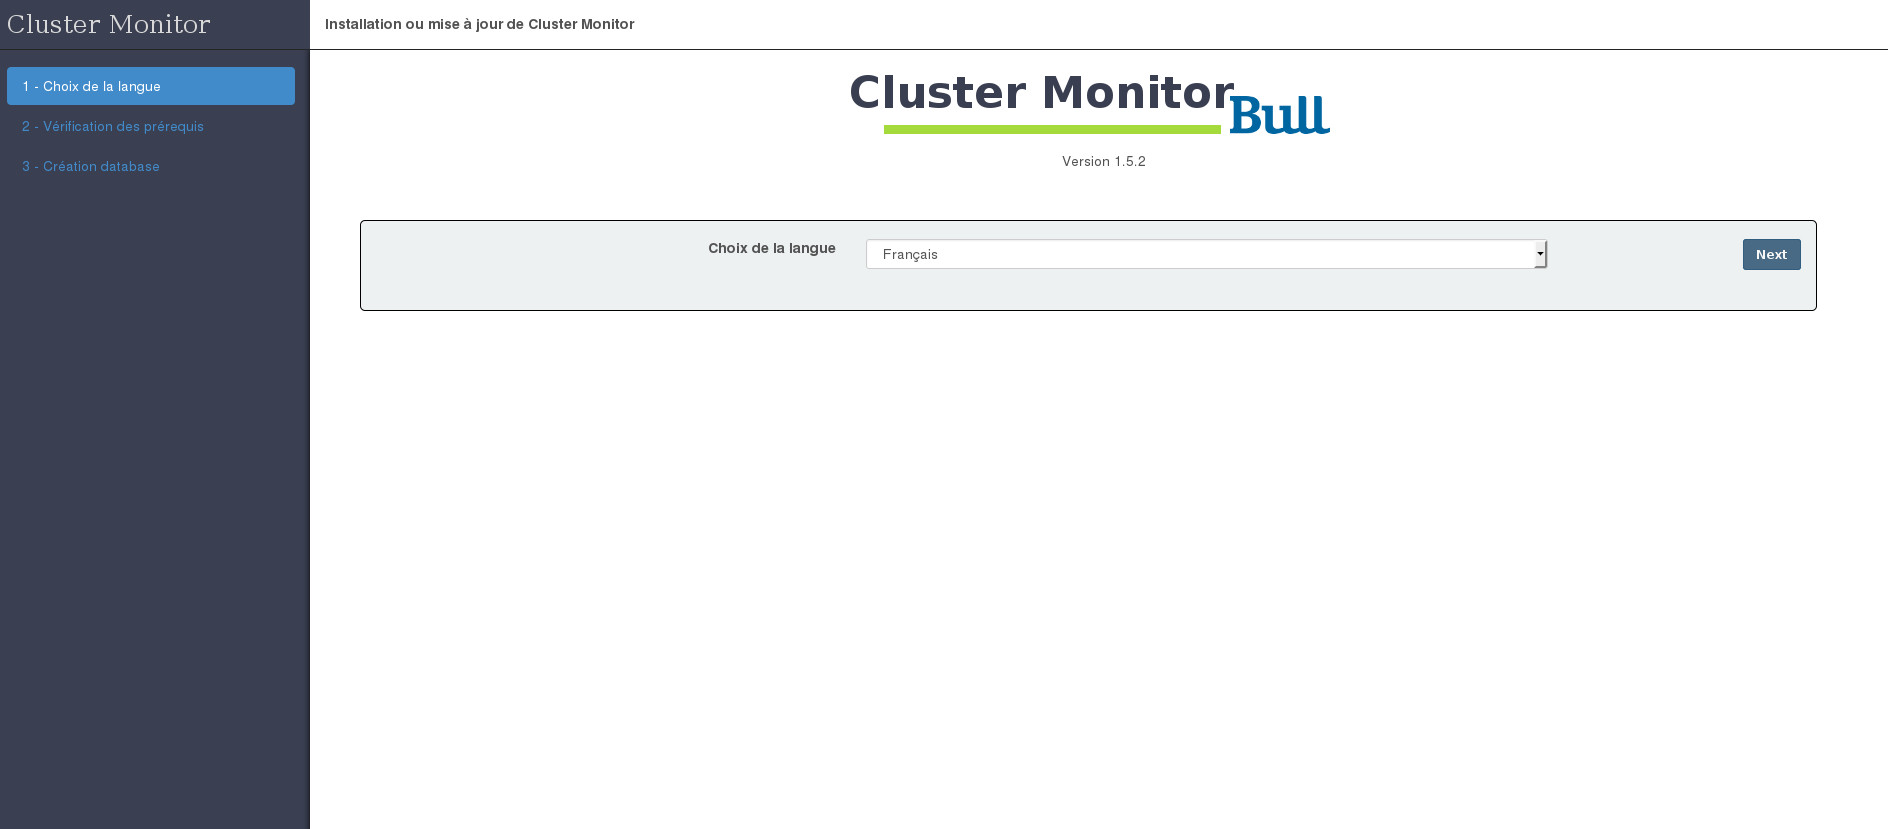 Cluster Monitor
Installation ou mise à jour de Cluster Monitor
1 - Choix de la langue
2 - Vérification des prérequis
3 - Création database
Cluster Monitor
Bull
Version 1.5.2
Choix de la langue
Français
Next